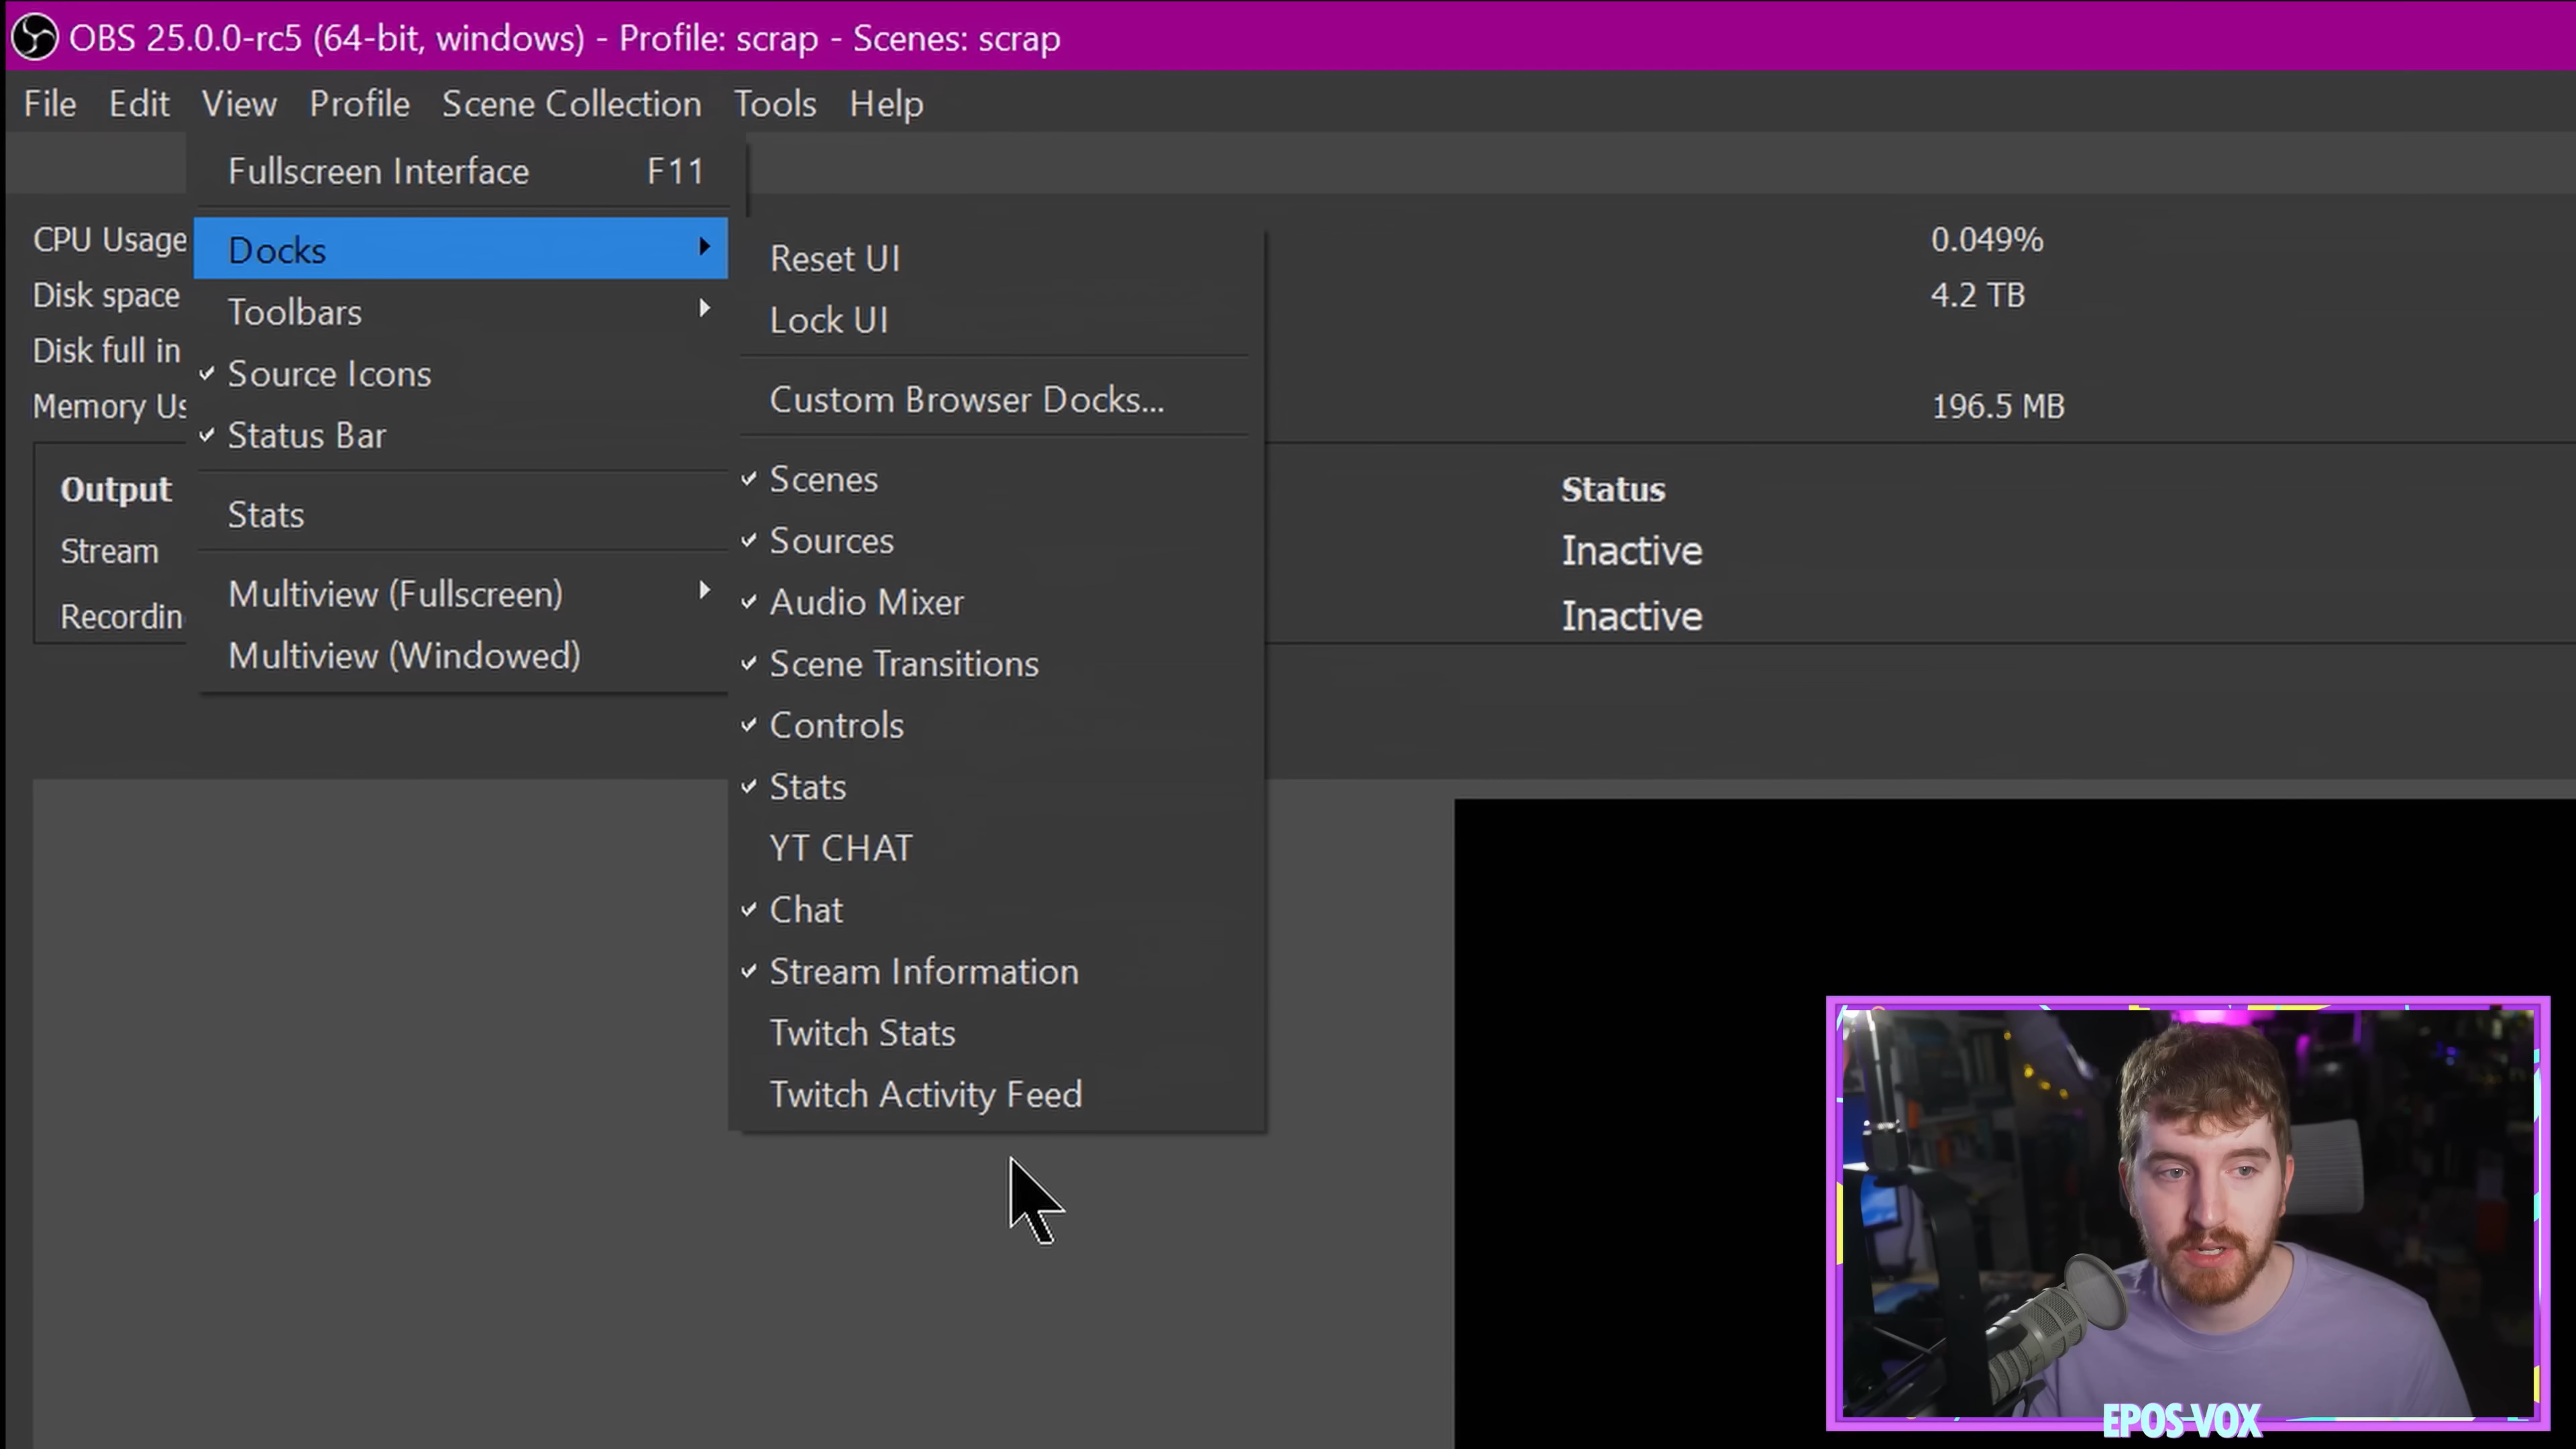 OBS 25.0.0-rc5 (64-bit, windows) - Profile: scrap - Scenes: scrap
File Edit View Profile Scene Collection Tools Help
Fullscreen Interface F11
Docks
Toolbars
Source Icons
Status Bar
Stats
Multiview (Fullscreen)
Multiview (Windowed)
Reset UI
Lock UI
Custom Browser Docks...
Scenes
Sources
Audio Mixer
Scene Transitions
Controls
Stats
YT CHAT
Chat
Stream Information
Twitch Stats
Twitch Activity Feed
CPU Usage 0.049%
Disk space 4.2 TB
Disk full in
Memory Us 196.5 MB
Output Status
Stream Inactive
Recordin Inactive
EPOS VOX